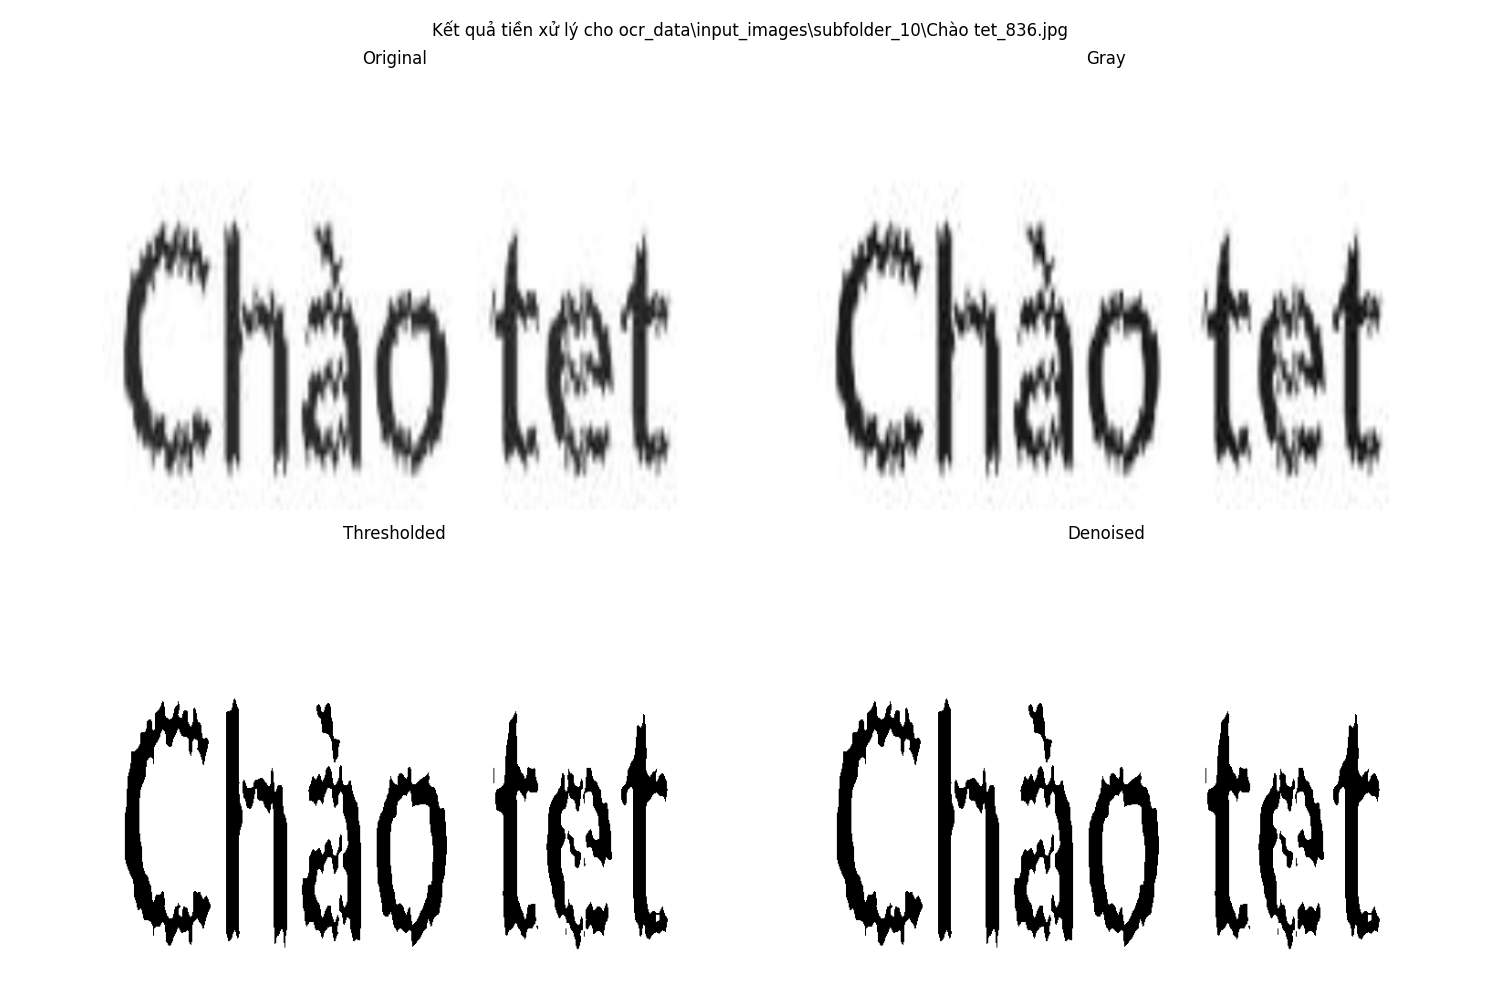 Kết quả tiền xử lý cho ocr_data\input_images\subfolder_10\Chào tet_836.jpg
Original
Gray
Chào tet
Chào tet
Thresholded
Denoised
Chào tet
Chào tet